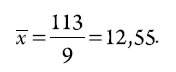 x̄ = 113/9 = 12,55.